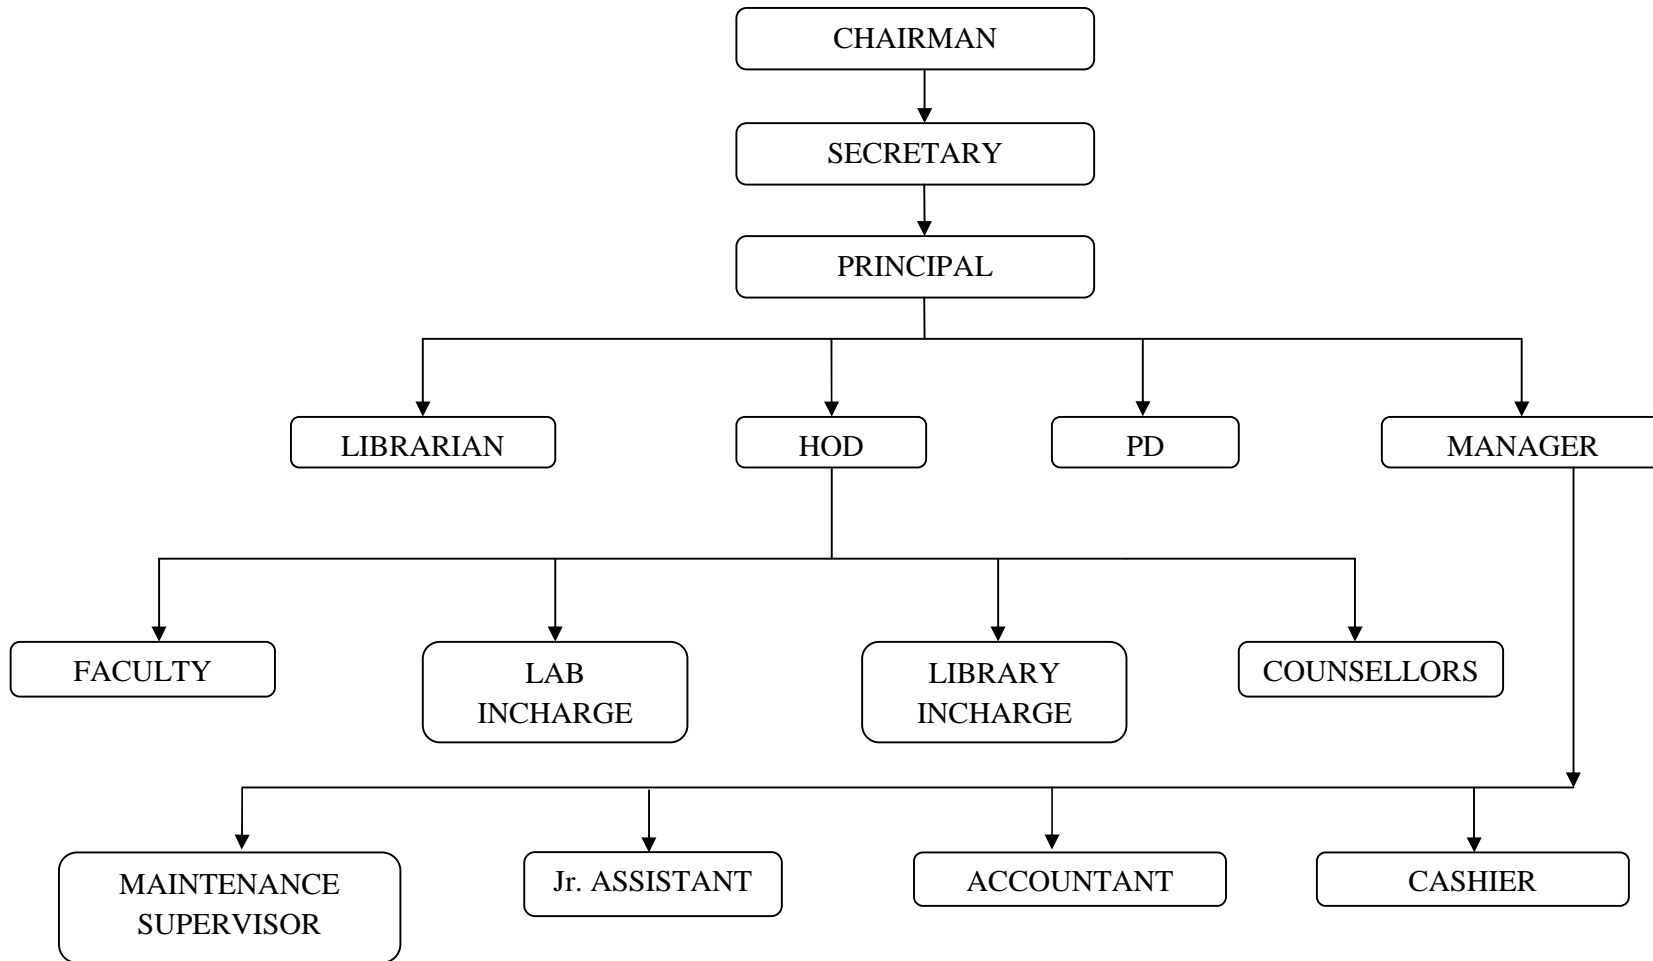 CHAIRMAN
SECRETARY
PRINCIPAL
LIBRARIAN
HOD
PD
MANAGER
FACULTY
LAB
INCHARGE
LIBRARY
INCHARGE
COUNSELLORS
MAINTENANCE
SUPERVISOR
Jr. ASSISTANT
ACCOUNTANT
CASHIER